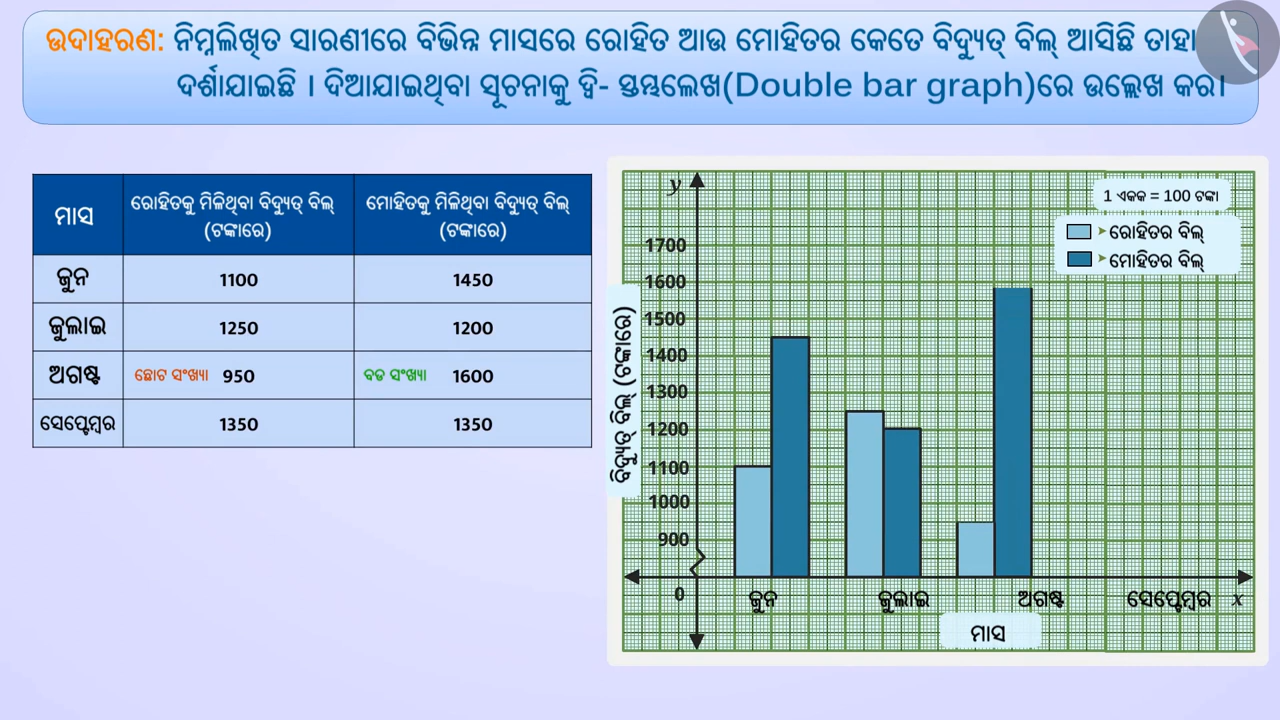 ଉଦାହରଣ: ନିମ୍ନଲିଖିତ ସାରଣୀରେ ବିଭିନ୍ନ ମାସରେ ରୋହିତ ଆଉ ମୋହିତର କେତେ ବିଦ୍ୟୁତ୍ ବିଲ୍ ଆସିଛି ତାହା
ଦର୍ଶାଯାଇଛି । ଦିଆଯାଇଥିବା ସୂଚନାକୁ ଦ୍ୱି- ସ୍ତମ୍ଭଲେଖ(Double bar graph)ରେ ଉଲ୍ଲେଖ କର।
ମାସ ରୋହିତକୁ ମିଳିଥିବା ବିଦ୍ୟୁତ୍ ବିଲ୍ (ଟଙ୍କାରେ) ମୋହିତକୁ ମିଳିଥିବା ବିଦ୍ୟୁତ୍ ବିଲ୍ (ଟଙ୍କାରେ)
ଜୁନ 1100 1450
ଜୁଲାଇ 1250 1200
ଅଗଷ୍ଟ ଛୋଟ ସଂଖ୍ୟା 950 ବଡ ସଂଖ୍ୟା 1600
ସେପ୍ଟେମ୍ବର 1350 1350
y
1 ଏକକ = 100 ଟଙ୍କା
ରୋହିତର ବିଲ୍
ମୋହିତର ବିଲ୍
ବିଦ୍ୟୁତ୍ ବିଲ୍ (ଟଙ୍କାରେ)
1700
1600
1500
1400
1300
1200
1100
1000
900
0
ଜୁନ ଜୁଲାଇ ଅଗଷ୍ଟ ସେପ୍ଟେମ୍ବର x
ମାସ